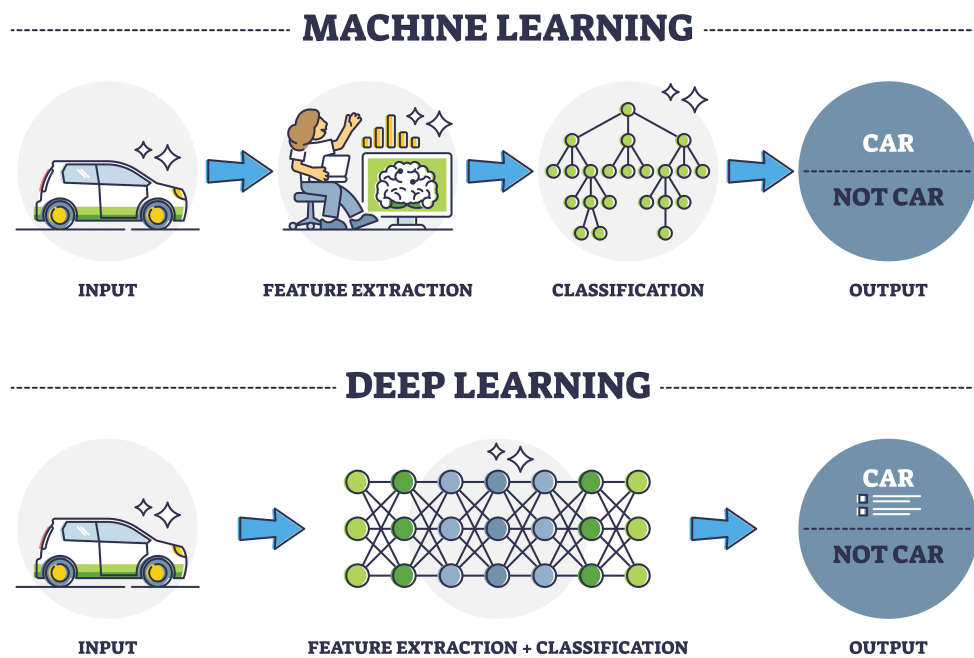 MACHINE LEARNING
CAR
NOT CAR
INPUT
FEATURE EXTRACTION
CLASSIFICATION
OUTPUT
DEEP LEARNING
CAR
NOT CAR
INPUT
FEATURE EXTRACTION + CLASSIFICATION
OUTPUT